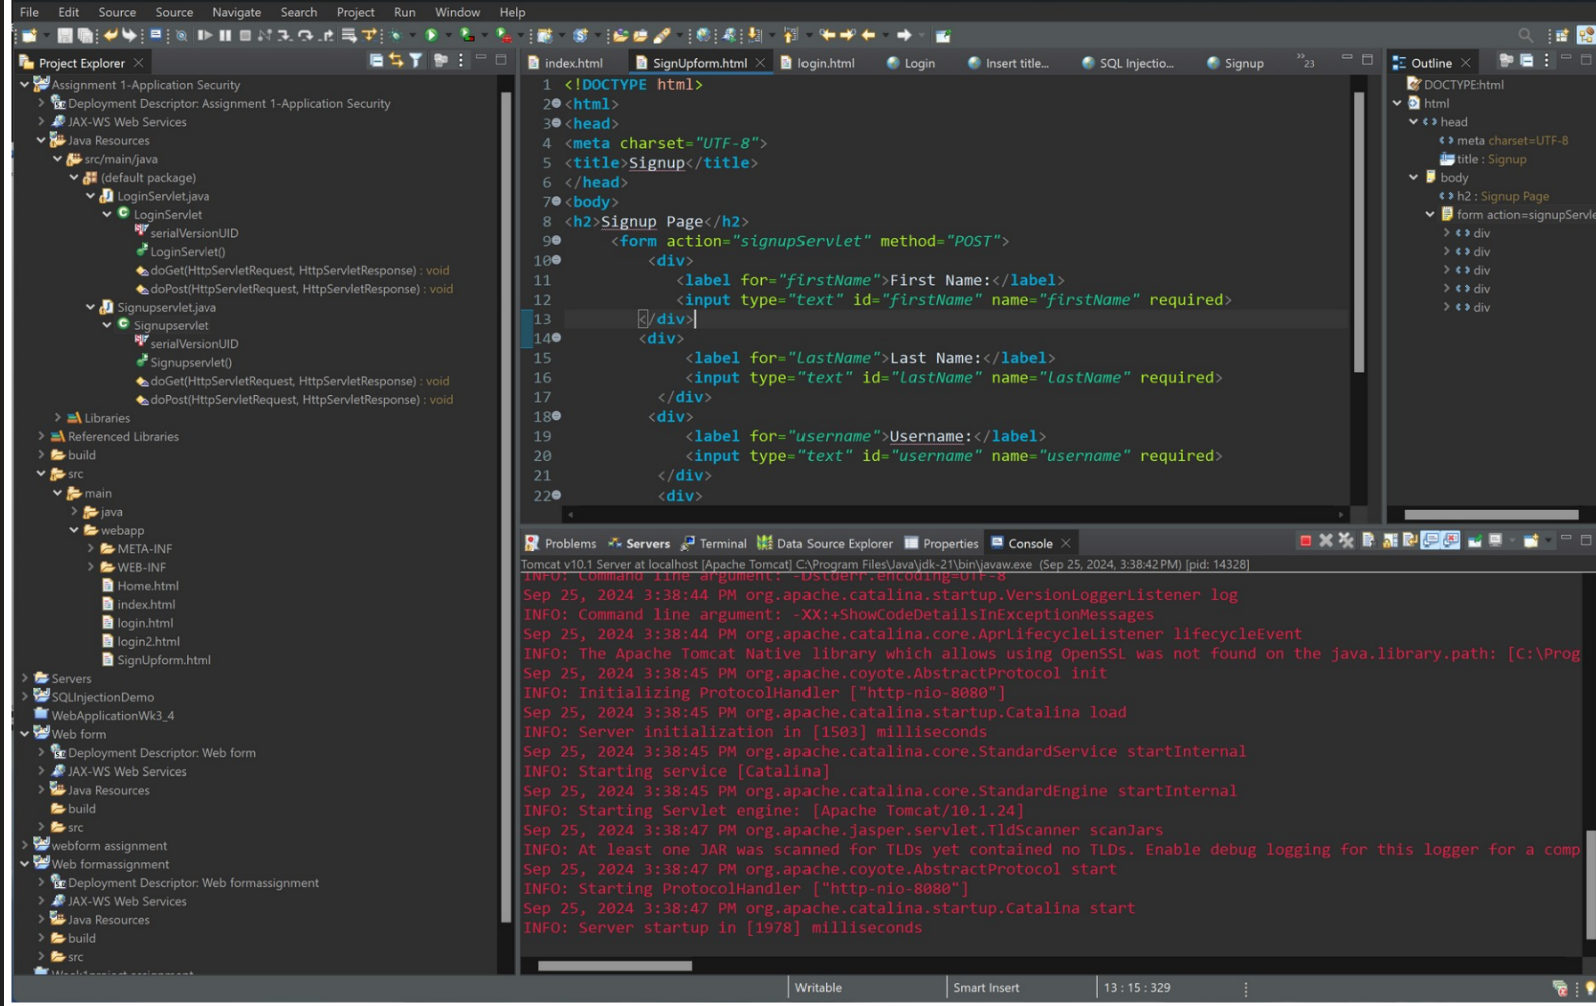 File Edit Source Source Navigate Search Project Run Window Help
Project Explorer
Assignment 1-Application Security
Deployment Descriptor: Assignment 1-Application Security
JAX-WS Web Services
Java Resources
src/main/java
(default package)
LoginServlet.java
LoginServlet
serialVersionUID
LoginServlet()
doGet(HttpServletRequest, HttpServletResponse) : void
doPost(HttpServletRequest, HttpServletResponse) : void
Signupservlet.java
Signupservlet
serialVersionUID
Signupservlet()
doGet(HttpServletRequest, HttpServletResponse) : void
doPost(HttpServletRequest, HttpServletResponse) : void
Libraries
Referenced Libraries
build
src
main
java
webapp
META-INF
WEB-INF
Home.html
index.html
login.html
login2.html
SignUpform.html
Servers
SQLInjectionDemo
WebApplicationWk3_4
Web form
Deployment Descriptor: Web form
JAX-WS Web Services
Java Resources
build
src
webform assignment
Web formassignment
Deployment Descriptor: Web formassignment
JAX-WS Web Services
Java Resources
build
src
index.html SignUpform.html login.html Login Insert title... SQL Injectio... Signup 23
1 <!DOCTYPE html>
2 <html>
3 <head>
4 <meta charset="UTF-8">
5 <title>Signup</title>
6 </head>
7 <body>
8 <h2>Signup Page</h2>
9 <form action="signupServlet" method="POST">
10 <div>
11 <label for="firstName">First Name:</label>
12 <input type="text" id="firstName" name="firstName" required>
13 </div>
14 <div>
15 <label for="lastName">Last Name:</label>
16 <input type="text" id="lastName" name="lastName" required>
17 </div>
18 <div>
19 <label for="username">Username:</label>
20 <input type="text" id="username" name="username" required>
21 </div>
22 <div>
Outline
DOCTYPE:html
html
head
meta charset=UTF-8
title : Signup
body
h2 : Signup Page
form action=signupServle
div
div
div
div
div
Problems Servers Terminal Data Source Explorer Properties Console
Tomcat v10.1 Server at localhost [Apache Tomcat] C:\Program Files\Java\jdk-21\bin\javaw.exe (Sep 25, 2024, 3:38:42 PM) [pid: 14328]
INFO: Command line argument: -Dstderr.encoding=UTF-8
Sep 25, 2024 3:38:44 PM org.apache.catalina.startup.VersionLoggerListener log
INFO: Command line argument: -XX:+ShowCodeDetailsInExceptionMessages
Sep 25, 2024 3:38:44 PM org.apache.catalina.core.AprLifecycleListener lifecycleEvent
INFO: The Apache Tomcat Native library which allows using OpenSSL was not found on the java.library.path: [C:\Prog
Sep 25, 2024 3:38:45 PM org.apache.coyote.AbstractProtocol init
INFO: Initializing ProtocolHandler ["http-nio-8080"]
Sep 25, 2024 3:38:45 PM org.apache.catalina.startup.Catalina load
INFO: Server initialization in [1503] milliseconds
Sep 25, 2024 3:38:45 PM org.apache.catalina.core.StandardService startInternal
INFO: Starting service [Catalina]
Sep 25, 2024 3:38:45 PM org.apache.catalina.core.StandardEngine startInternal
INFO: Starting Servlet engine: [Apache Tomcat/10.1.24]
Sep 25, 2024 3:38:47 PM org.apache.jasper.servlet.TldScanner scanJars
INFO: At least one JAR was scanned for TLDs yet contained no TLDs. Enable debug logging for this logger for a comp
Sep 25, 2024 3:38:47 PM org.apache.coyote.AbstractProtocol start
INFO: Starting ProtocolHandler ["http-nio-8080"]
Sep 25, 2024 3:38:47 PM org.apache.catalina.startup.Catalina start
INFO: Server startup in [1978] milliseconds
Writable Smart Insert 13 : 15 : 329